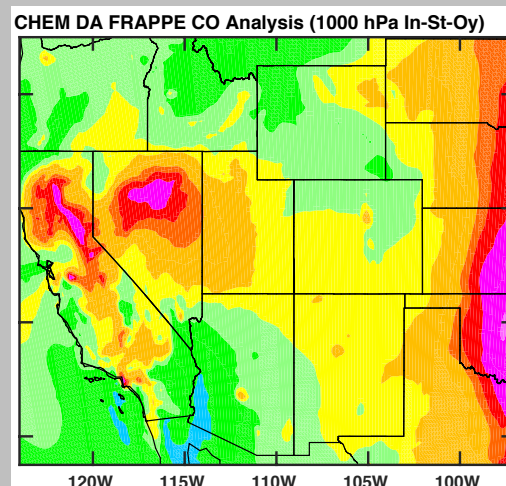 CHEM DA FRAPPE CO Analysis (1000 hPa In-St-Oy)
120W 115W 110W 105W 100W